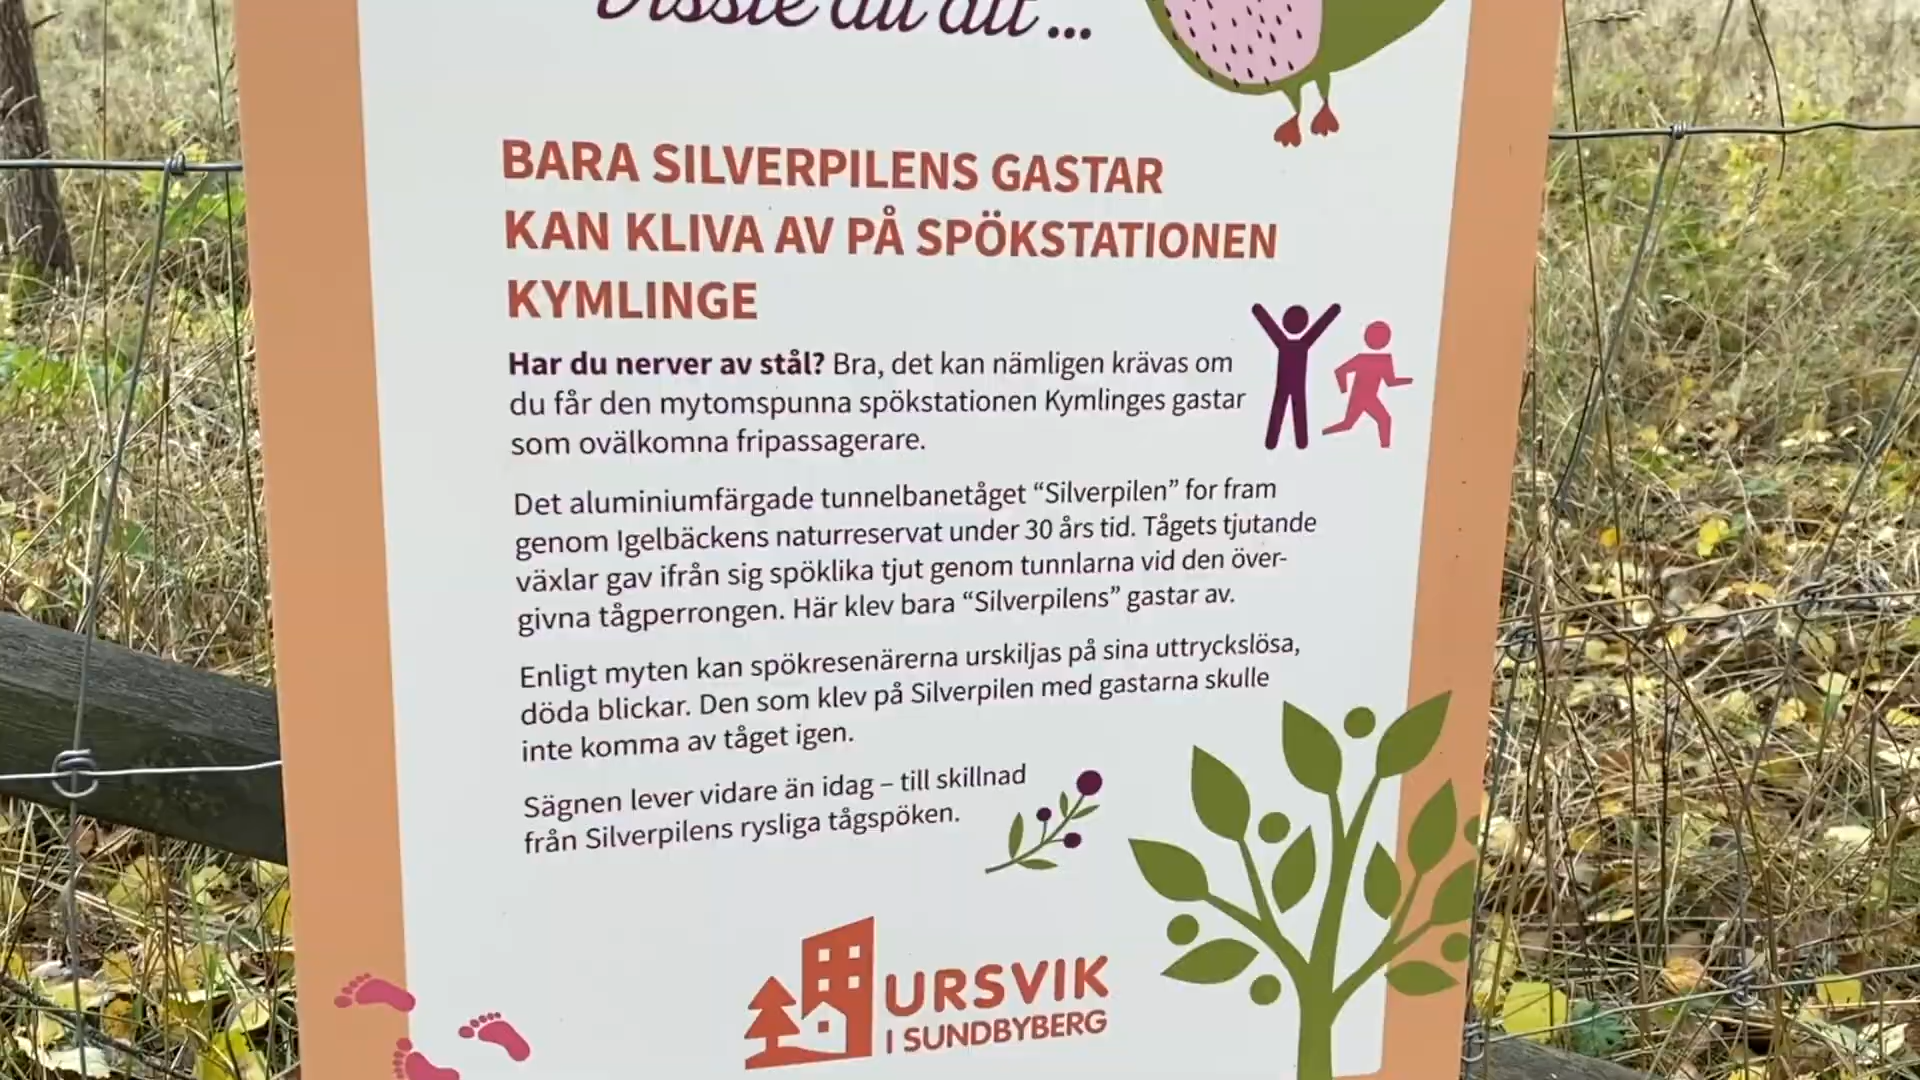 Visste du att...
BARA SILVERPILENS GASTAR
KAN KLIVA AV PÅ SPÖKSTATIONEN
KYMLINGE
Har du nerver av stål? Bra, det kan nämligen krävas om
du får den mytomspunna spökstationen Kymlinges gastar
som ovälkomna fripassagerare.
Det aluminiumfärgade tunnelbanetåget “Silverpilen” for fram
genom Igelbäckens naturreservat under 30 års tid. Tågets tjutande
växlar gav ifrån sig spöklika tjut genom tunnlarna vid den över-
givna tågperrongen. Här klev bara “Silverpilens” gastar av.
Enligt myten kan spökresenärerna urskiljas på sina uttryckslösa,
döda blickar. Den som klev på Silverpilen med gastarna skulle
inte komma av tåget igen.
Sägnen lever vidare än idag – till skillnad
från Silverpilens rysliga tågspöken.
URSVIK
I SUNDBYBERG